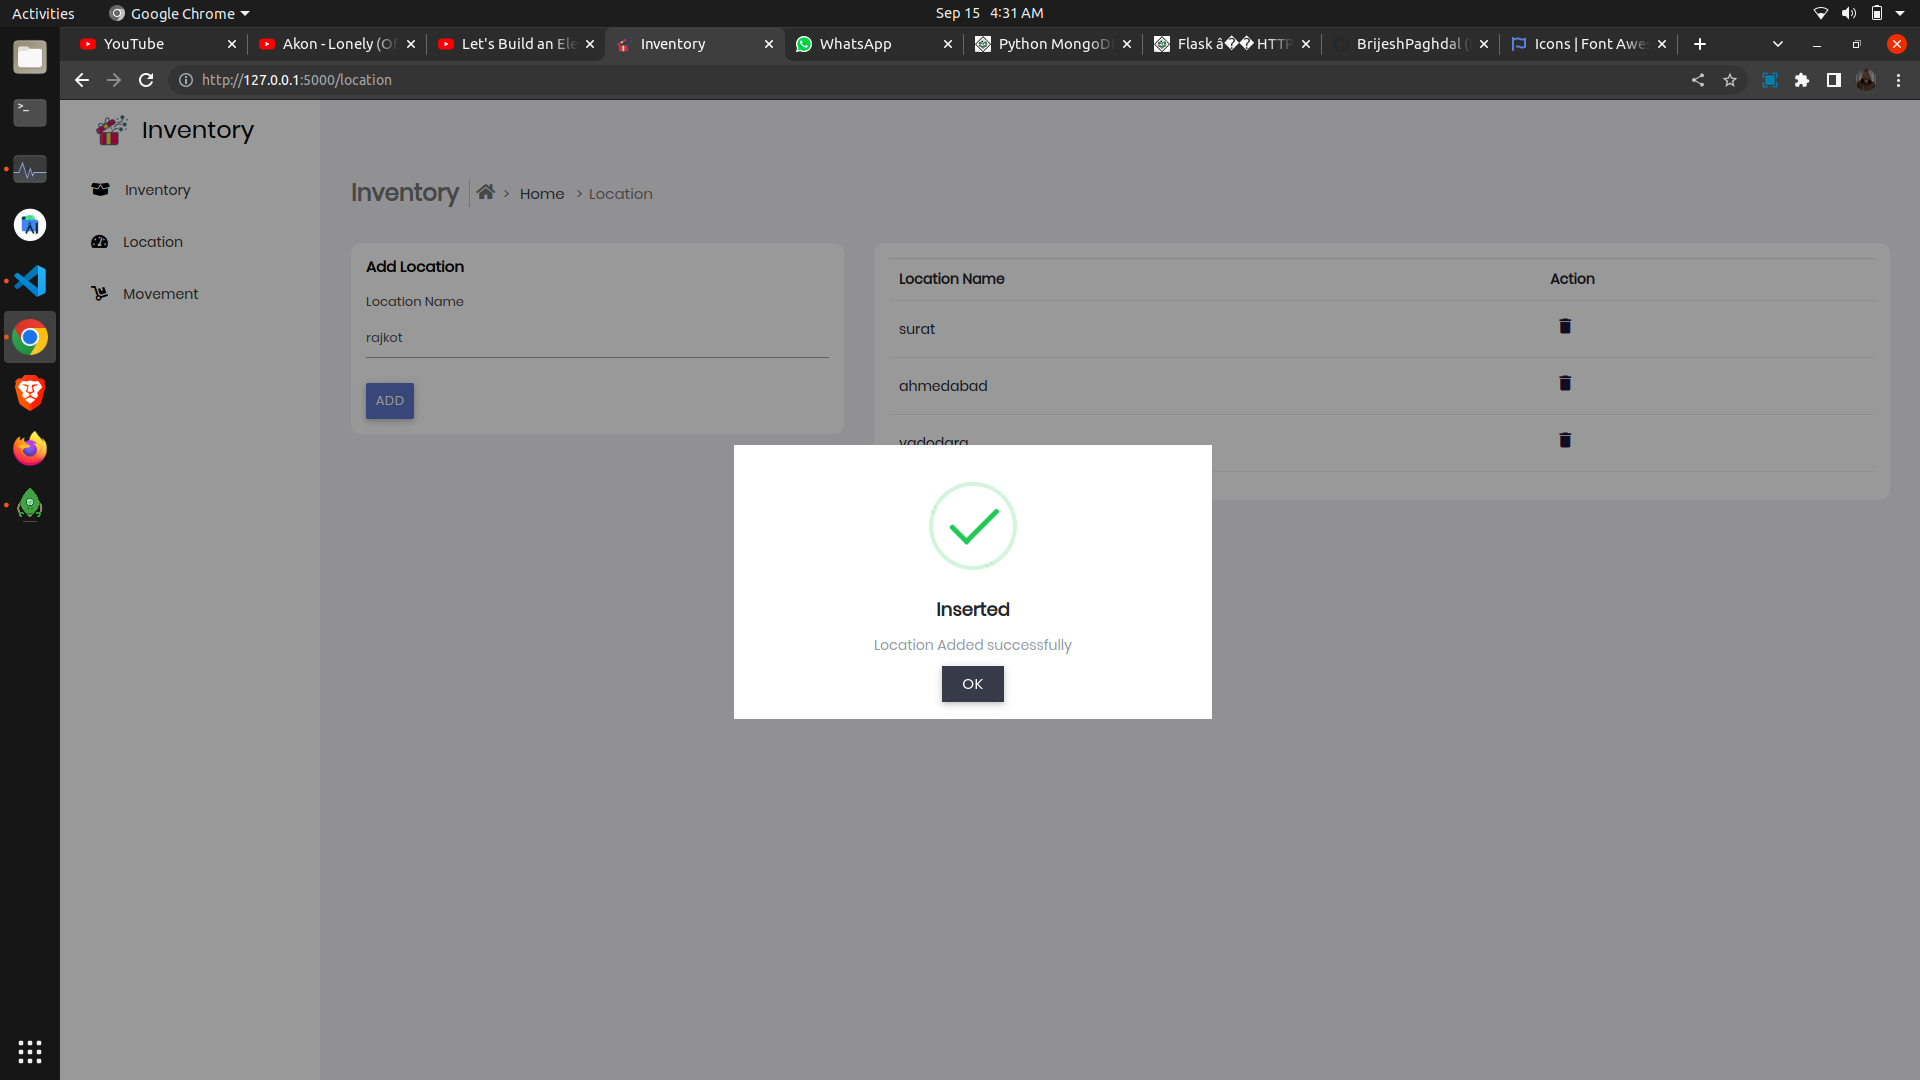 Activities
Google Chrome
Sep 15 4:31 AM
YouTube
Akon - Lonely (Of
Let's Build an Ele
Inventory
WhatsApp
Python MongoD
Flask â�� HTTP
BrijeshPaghdal (
Icons | Font Awe
http://127.0.0.1:5000/location
Inventory
Inventory
Location
Movement
Inventory
> Home > Location
Add Location
Location Name
rajkot
ADD
Location Name Action
surat
ahmedabad
vadodara
Inserted
Location Added successfully
OK